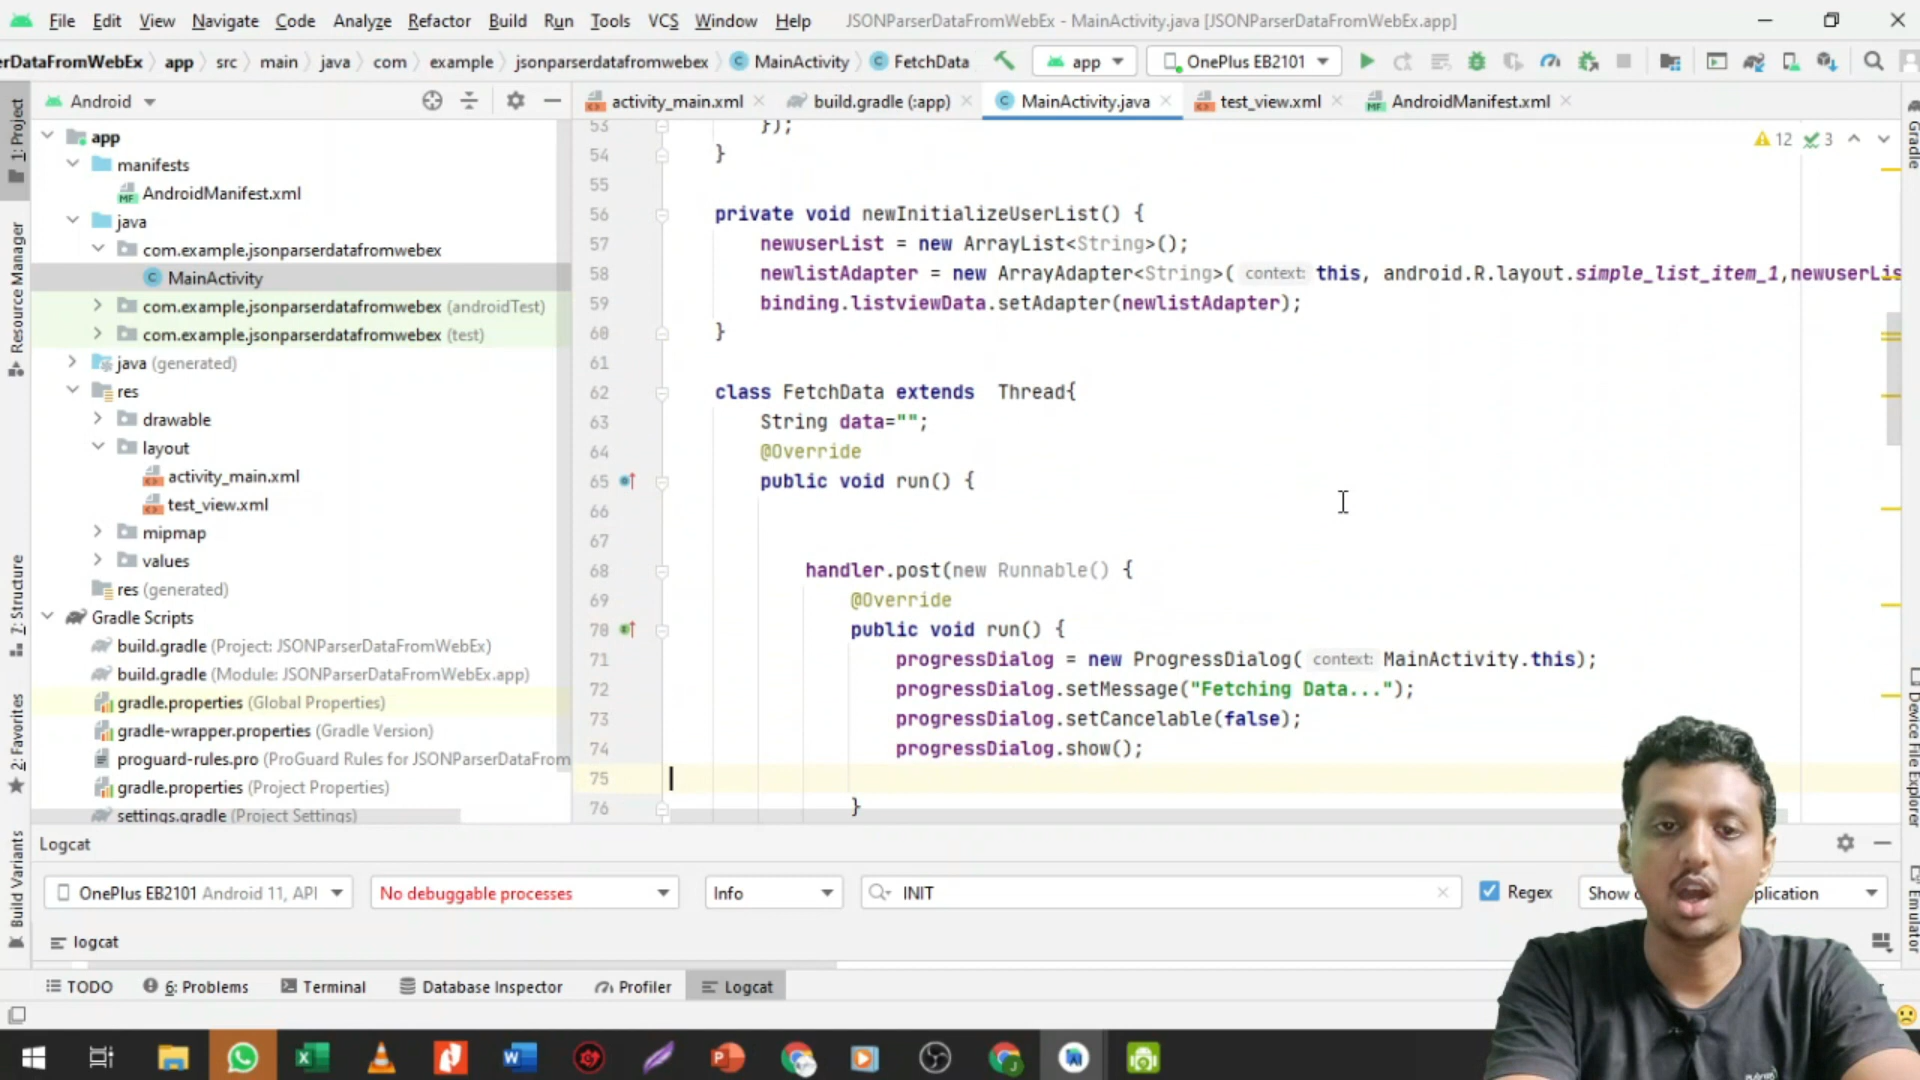 File Edit View Navigate Code Analyze Refactor Build Run Tools VCS Window Help JSONParserDataFromWebEx - MainActivity.java [JSONParserDataFromWebEx.app]
rDataFromWebEx app src main java com example jsonparserdatafromwebex MainActivity FetchData app OnePlus EB2101
Android
activity_main.xml build.gradle (:app) MainActivity.java test_view.xml AndroidManifest.xml
1: Project
Resource Manager
7: Structure
2: Favorites
Build Variants
app
manifests
AndroidManifest.xml
java
com.example.jsonparserdatafromwebex
MainActivity
com.example.jsonparserdatafromwebex (androidTest)
com.example.jsonparserdatafromwebex (test)
java (generated)
res
drawable
layout
activity_main.xml
test_view.xml
mipmap
values
res (generated)
Gradle Scripts
build.gradle (Project: JSONParserDataFromWebEx)
build.gradle (Module: JSONParserDataFromWebEx.app)
gradle.properties (Global Properties)
gradle-wrapper.properties (Gradle Version)
proguard-rules.pro (ProGuard Rules for JSONParserDataFrom
gradle.properties (Project Properties)
settings.gradle (Project Settings)
12 3
53 });
54 }
55
56 private void newInitializeUserList() {
57 newuserList = new ArrayList<String>();
58 newlistAdapter = new ArrayAdapter<String>( context: this, android.R.layout.simple_list_item_1,newuserLis
59 binding.listviewData.setAdapter(newlistAdapter);
60 }
61
62 class FetchData extends Thread{
63 String data="";
64 @Override
65 public void run() {
66
67
68 handler.post(new Runnable() {
69 @Override
70 public void run() {
71 progressDialog = new ProgressDialog( context: MainActivity.this);
72 progressDialog.setMessage("Fetching Data...");
73 progressDialog.setCancelable(false);
74 progressDialog.show();
75
76 }
Gradle
Device File Explorer
Emulator
Logcat
OnePlus EB2101 Android 11, API No debuggable processes Info INIT Regex Show plication
logcat
TODO 6: Problems Terminal Database Inspector Profiler Logcat